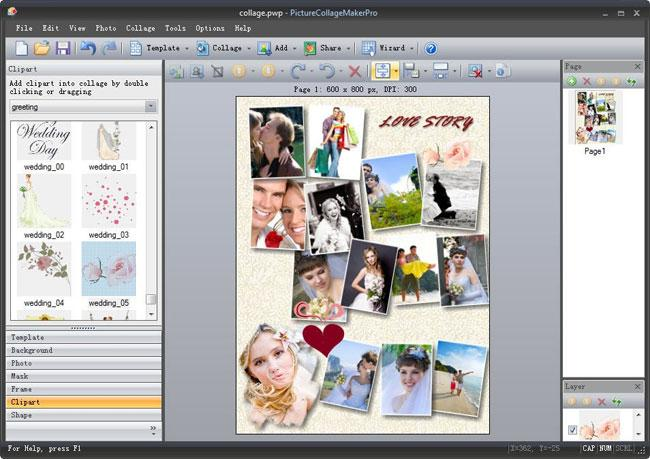 collage.pwp - PictureCollageMakerPro
File Edit View Photo Collage Tools Options Help
Template Collage Add Share Wizard
Clipart
Add clipart into collage by double
clicking or dragging
greeting
Wedding
Day
wedding_00 wedding_01
wedding_02 wedding_03
wedding_04 wedding_05
Template
Background
Photo
Mask
Frame
Clipart
Shape
Page 1: 600 x 800 px, DPI: 300
LOVE STORY
Page
Page1
Layer
For Help, press F1
X=362, Y=-25 CAP NUM SCRL